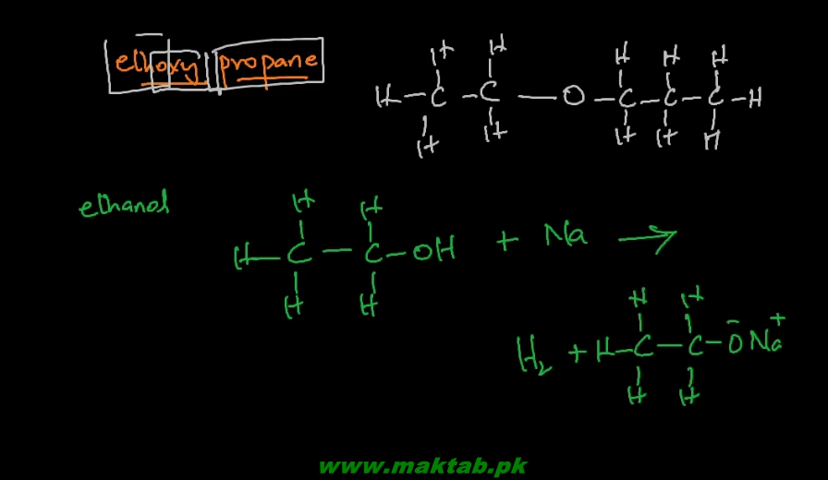 ethoxy propane
H H H H H
H-C-C-O-C-C-C-H
H H H H H
ethanol
H H
H-C-C-OH + Na →
H H
H H
H₂ + H-C-C-O⁻Na⁺
H H
www.maktab.pk